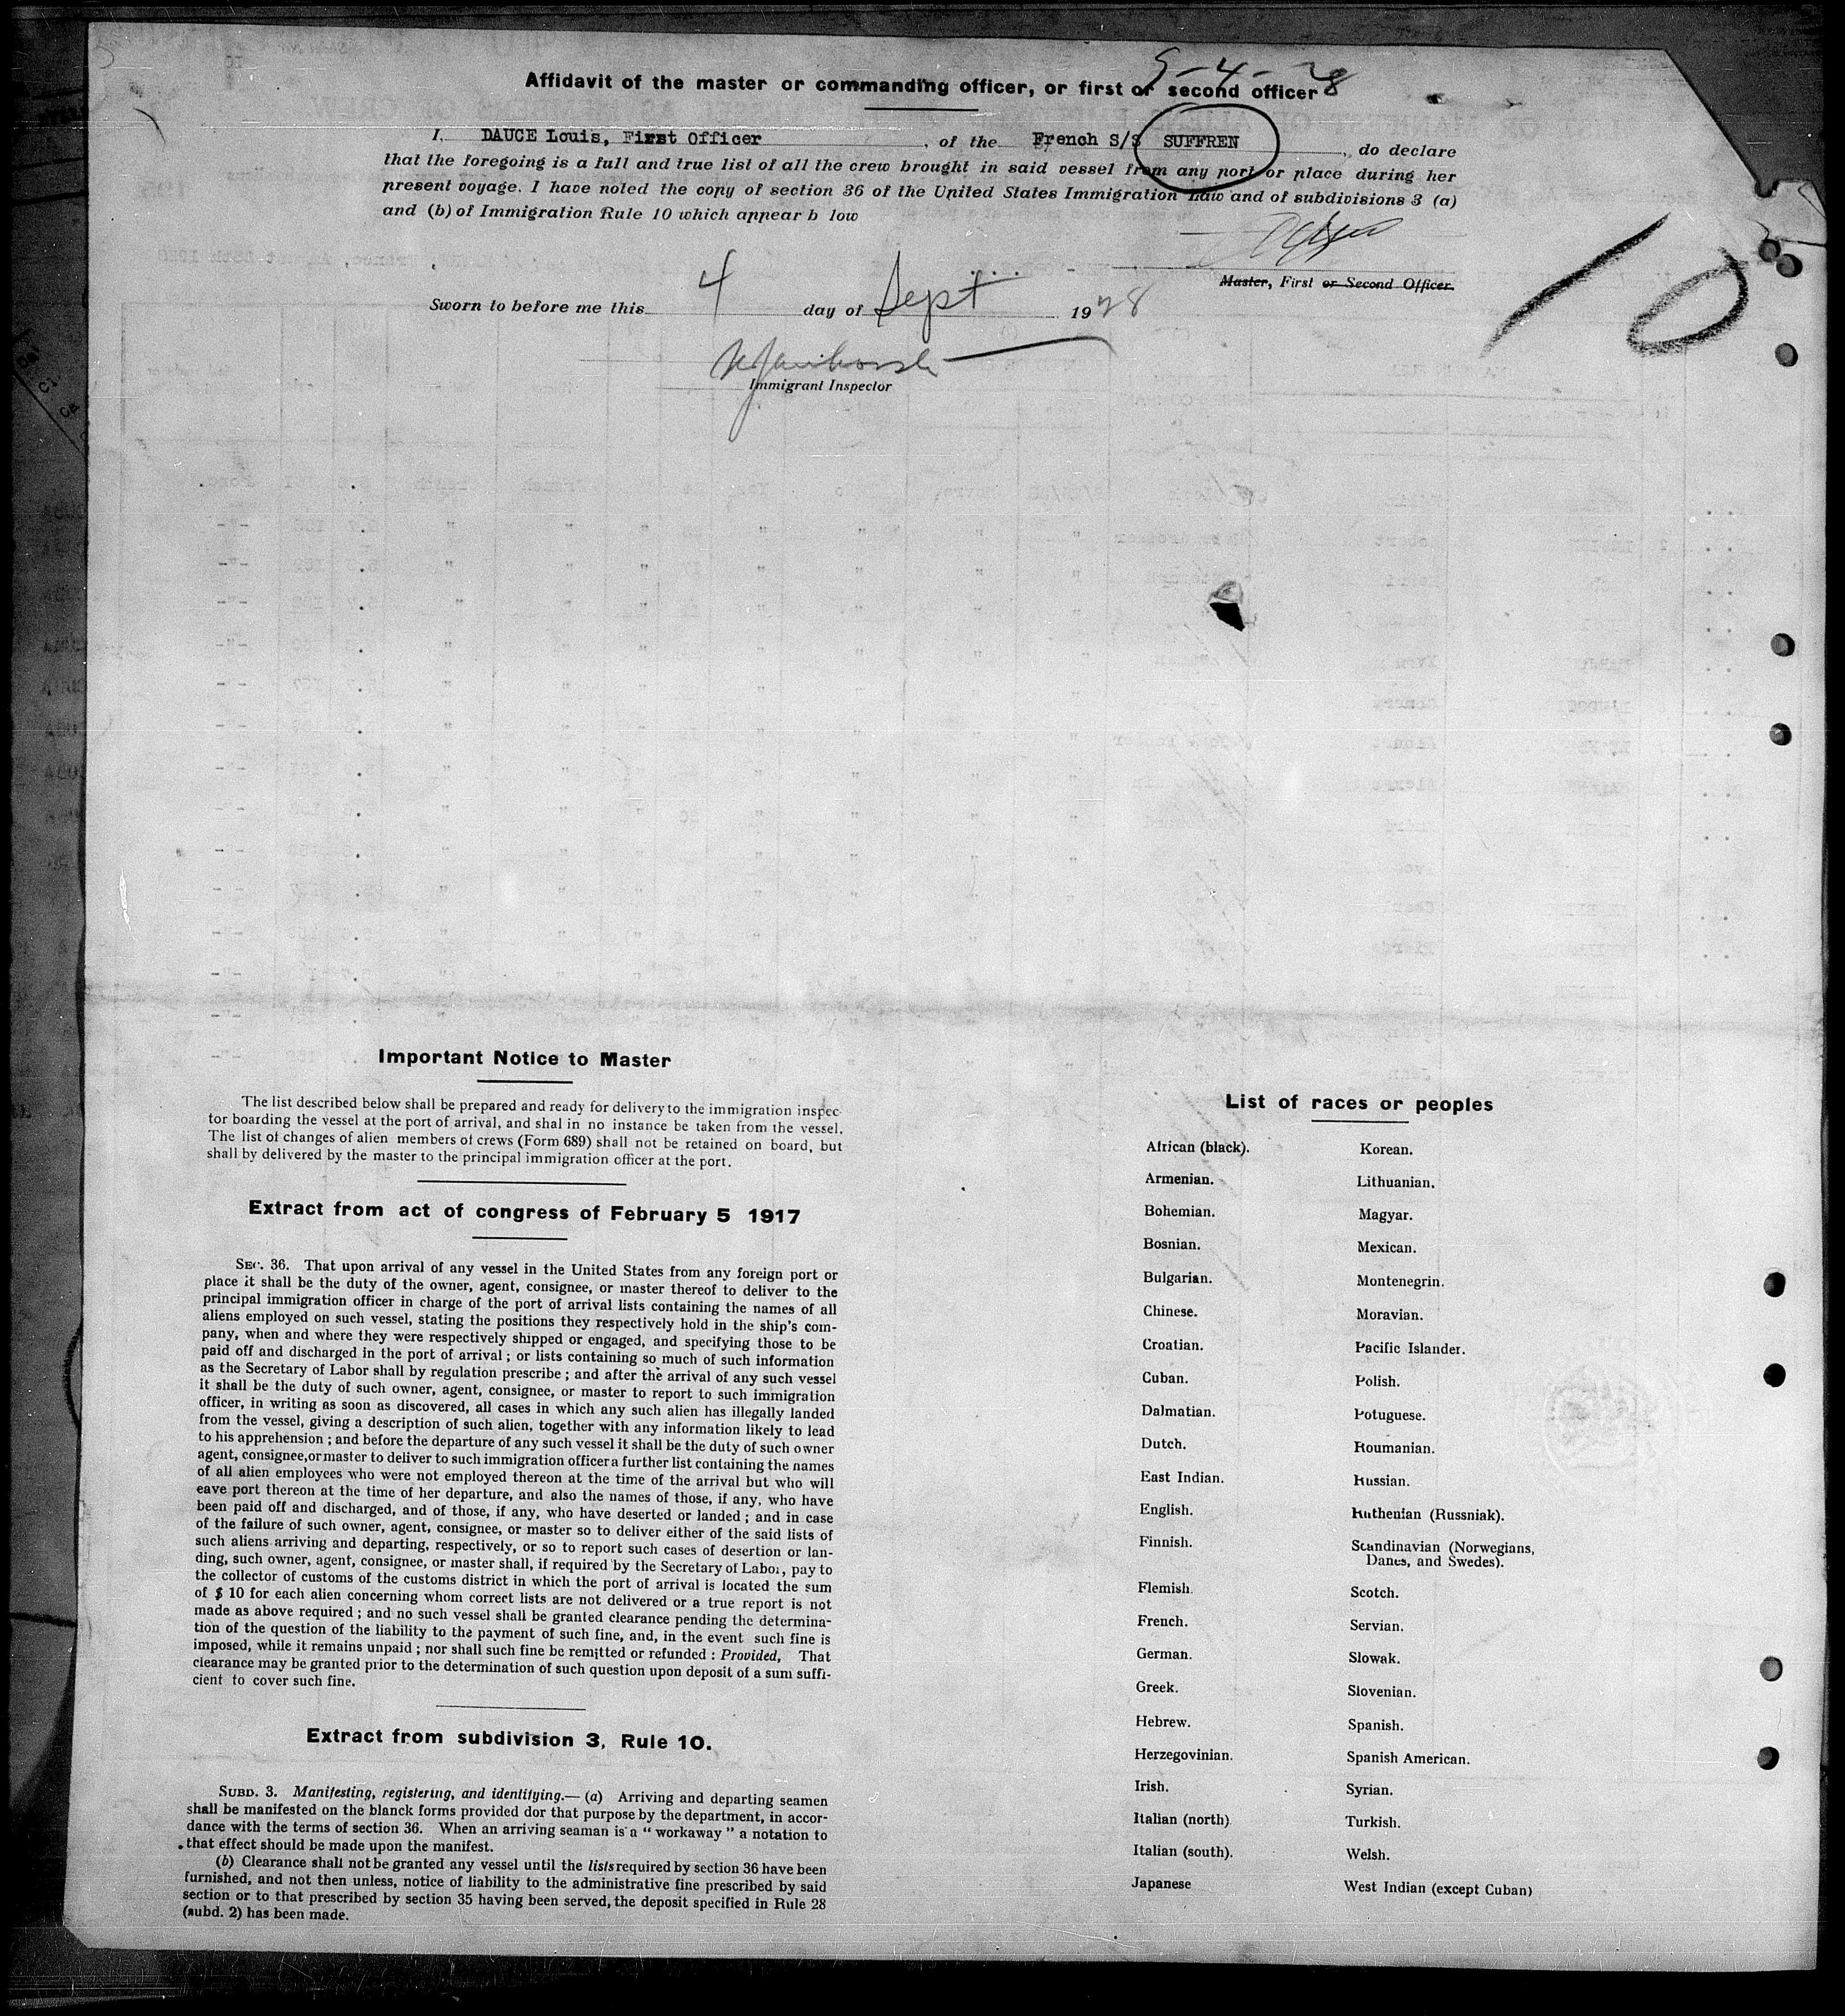 9-4-28
Affidavit of the master or commanding officer, or first or second officer
I, DAUCE Louis, First Officer , of the French S/S SUFFREN , do declare
that the foregoing is a full and true list of all the crew brought in said vessel from any port or place during her
present voyage. I have noted the copy of section 36 of the United States Immigration Law and of subdivisions 3 (a)
and (b) of Immigration Rule 10 which appear b low
Master, First or Second Officer.
10
Sworn to before me this 4 day of Sept 1928
Immigrant Inspector
Important Notice to Master
The list described below shall be prepared and ready for delivery to the immigration inspec-
tor boarding the vessel at the port of arrival, and shal in no instance be taken from the vessel.
The list of changes of alien members of crews (Form 689) shall not be retained on board, but
shall by delivered by the master to the principal immigration officer at the port.
Extract from act of congress of February 5 1917
SEC. 36. That upon arrival of any vessel in the United States from any foreign port or
place it shall be the duty of the owner, agent, consignee, or master thereof to deliver to the
principal immigration officer in charge of the port of arrival lists containing the names of all
aliens employed on such vessel, stating the positions they respectively hold in the ship's com-
pany, when and where they were respectively shipped or engaged, and specifying those to be
paid off and discharged in the port of arrival ; or lists containing so much of such information
as the Secretary of Labor shall by regulation prescribe ; and after the arrival of any such vessel
it shall be the duty of such owner, agent, consignee, or master to report to such immigration
officer, in writing as soon as discovered, all cases in which any such alien has illegally landed
from the vessel, giving a description of such alien, together with any information likely to lead
to his apprehension ; and before the departure of any such vessel it shall be the duty of such owner
agent, consignee, or master to deliver to such immigration officer a further list containing the names
of all alien employees who were not employed thereon at the time of the arrival but who will
eave port thereon at the time of her departure, and also the names of those, if any, who have
been paid off and discharged, and of those, if any, who have deserted or landed ; and in case
of the failure of such owner, agent, consignee, or master so to deliver either of the said lists of
such aliens arriving and departing, respectively, or so to report such cases of desertion or lan-
ding, such owner, agent, consignee, or master shall, if required by the Secretary of Labor, pay to
the collector of customs of the customs district in which the port of arrival is located the sum
of $ 10 for each alien concerning whom correct lists are not delivered or a true report is not
made as above required ; and no such vessel shall be granted clearance pending the determina-
tion of the question of the liability to the payment of such fine, and, in the event such fine is
imposed, while it remains unpaid ; nor shall such fine be remitted or refunded : Provided, That
clearance may be granted prior to the determination of such question upon deposit of a sum suffi-
cient to cover such fine.
Extract from subdivision 3, Rule 10.
SUBD. 3. Manifesting, registering, and identifying.— (a) Arriving and departing seamen
shall be manifested on the blanck forms provided dor that purpose by the department, in accor-
dance with the terms of section 36. When an arriving seaman is a " workaway " a notation to
that effect should be made upon the manifest.
(b) Clearance shall not be granted any vessel until the lists required by section 36 have been
furnished, and not then unless, notice of liability to the administrative fine prescribed by said
section or to that prescribed by section 35 having been served, the deposit specified in Rule 28
(subd. 2) has been made.
List of races or peoples
African (black).
Armenian.
Bohemian.
Bosnian.
Bulgarian.
Chinese.
Croatian.
Cuban.
Dalmatian.
Dutch.
East Indian.
English.
Finnish.
Flemish.
French.
German.
Greek.
Hebrew.
Herzegovinian.
Irish.
Italian (north)
Italian (south).
Japanese
Korean.
Lithuanian.
Magyar.
Mexican.
Montenegrin.
Moravian.
Pacific Islander.
Polish.
Potuguese.
Roumanian.
Russian.
Ruthenian (Russniak).
Scandinavian (Norwegians,
Danes, and Swedes).
Scotch.
Servian.
Slowak.
Slovenian.
Spanish.
Spanish American.
Syrian.
Turkish.
Welsh.
West Indian (except Cuban)